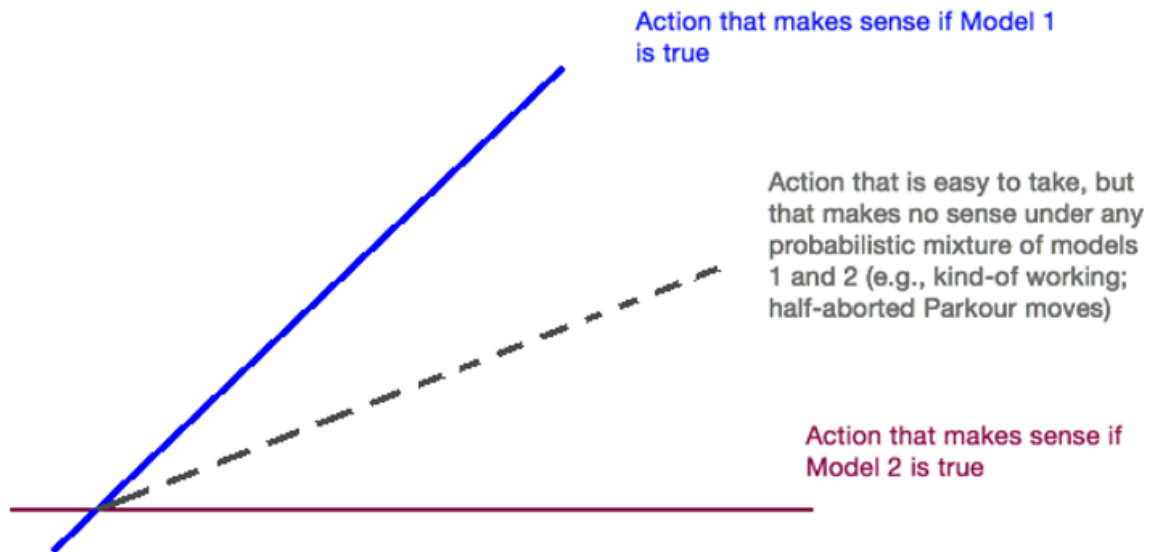 Action that makes sense if Model 1
is true
Action that is easy to take, but
that makes no sense under any
probabilistic mixture of models
1 and 2 (e.g., kind-of working;
half-aborted Parkour moves)
Action that makes sense if
Model 2 is true